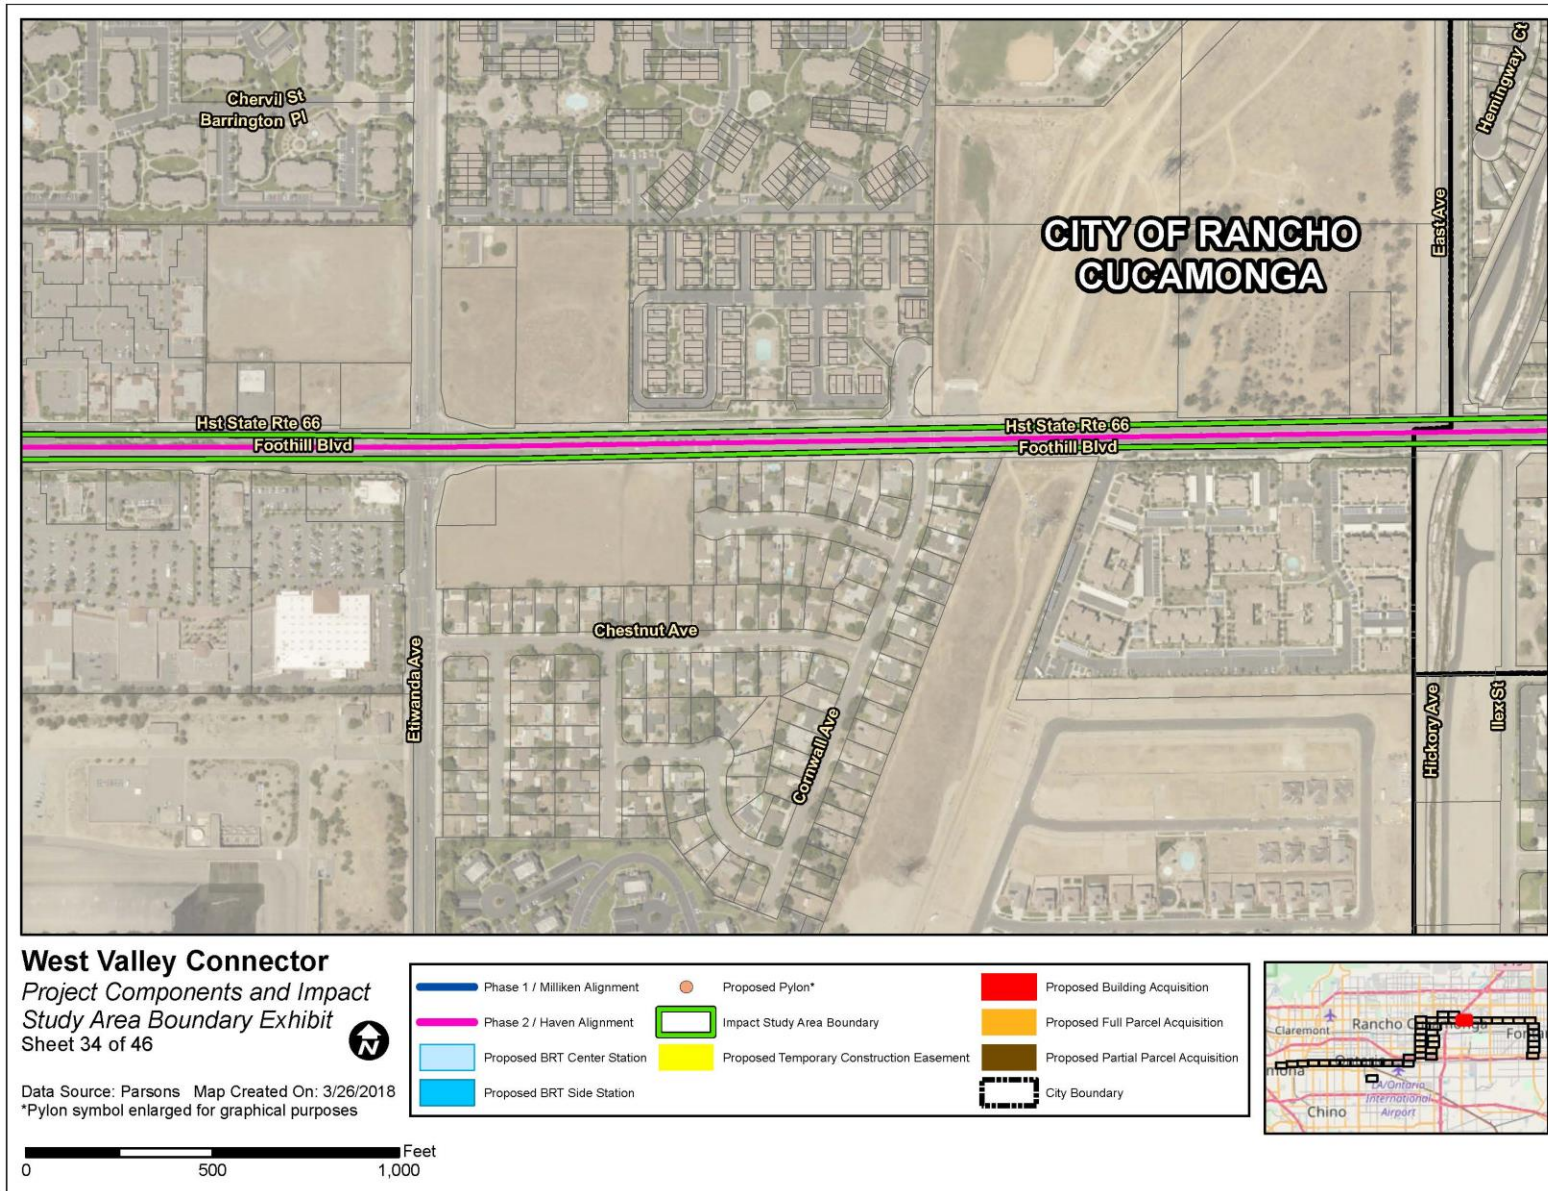 Chervil St
Barrington Pl
Hemingway Ct
East Ave
CITY OF RANCHO
CUCAMONGA
Hst State Rte 66
Foothill Blvd
Hst State Rte 66
Foothill Blvd
Chestnut Ave
Etiwanda Ave
Cornwall Ave
Hickory Ave
Ilex St
West Valley Connector
Project Components and Impact
Study Area Boundary Exhibit
Sheet 34 of 46
N
Data Source: Parsons Map Created On: 3/26/2018
*Pylon symbol enlarged for graphical purposes
Feet
0 500 1,000
Phase 1 / Milliken Alignment
Phase 2 / Haven Alignment
Proposed BRT Center Station
Proposed BRT Side Station
Proposed Pylon*
Impact Study Area Boundary
Proposed Temporary Construction Easement
Proposed Building Acquisition
Proposed Full Parcel Acquisition
Proposed Partial Parcel Acquisition
City Boundary
Claremont
Rancho
mona
Chino
LA/Ontario
International
Airport